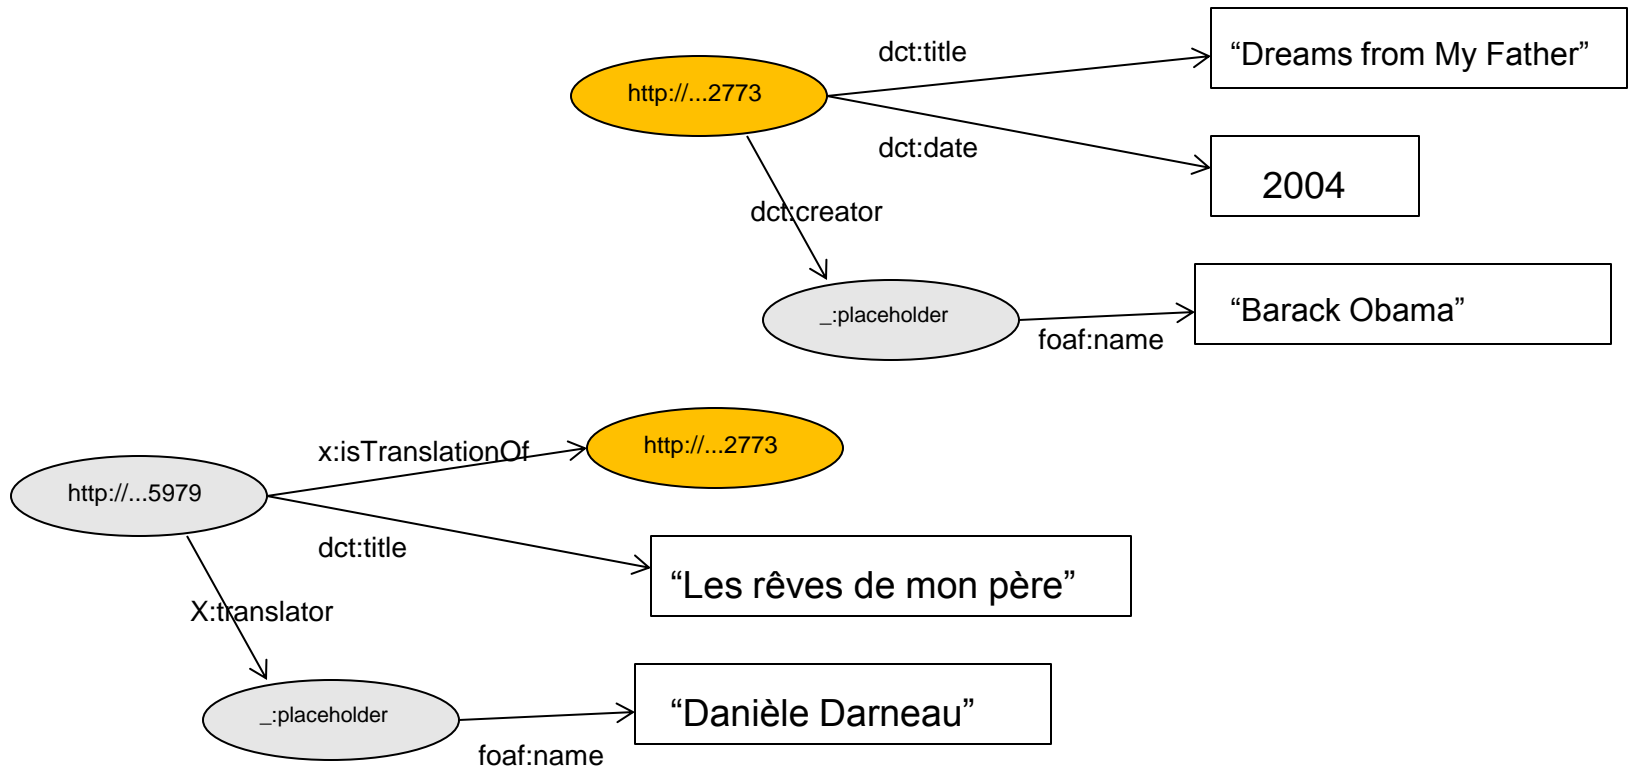 dct:title
“Dreams from My Father”
http://...2773
dct:date
2004
dct:creator
_:placeholder
“Barack Obama”
foaf:name
x:isTranslationOf
http://...2773
http://...5979
dct:title
“Les rêves de mon père”
X:translator
_:placeholder
“Danièle Darneau”
foaf:name